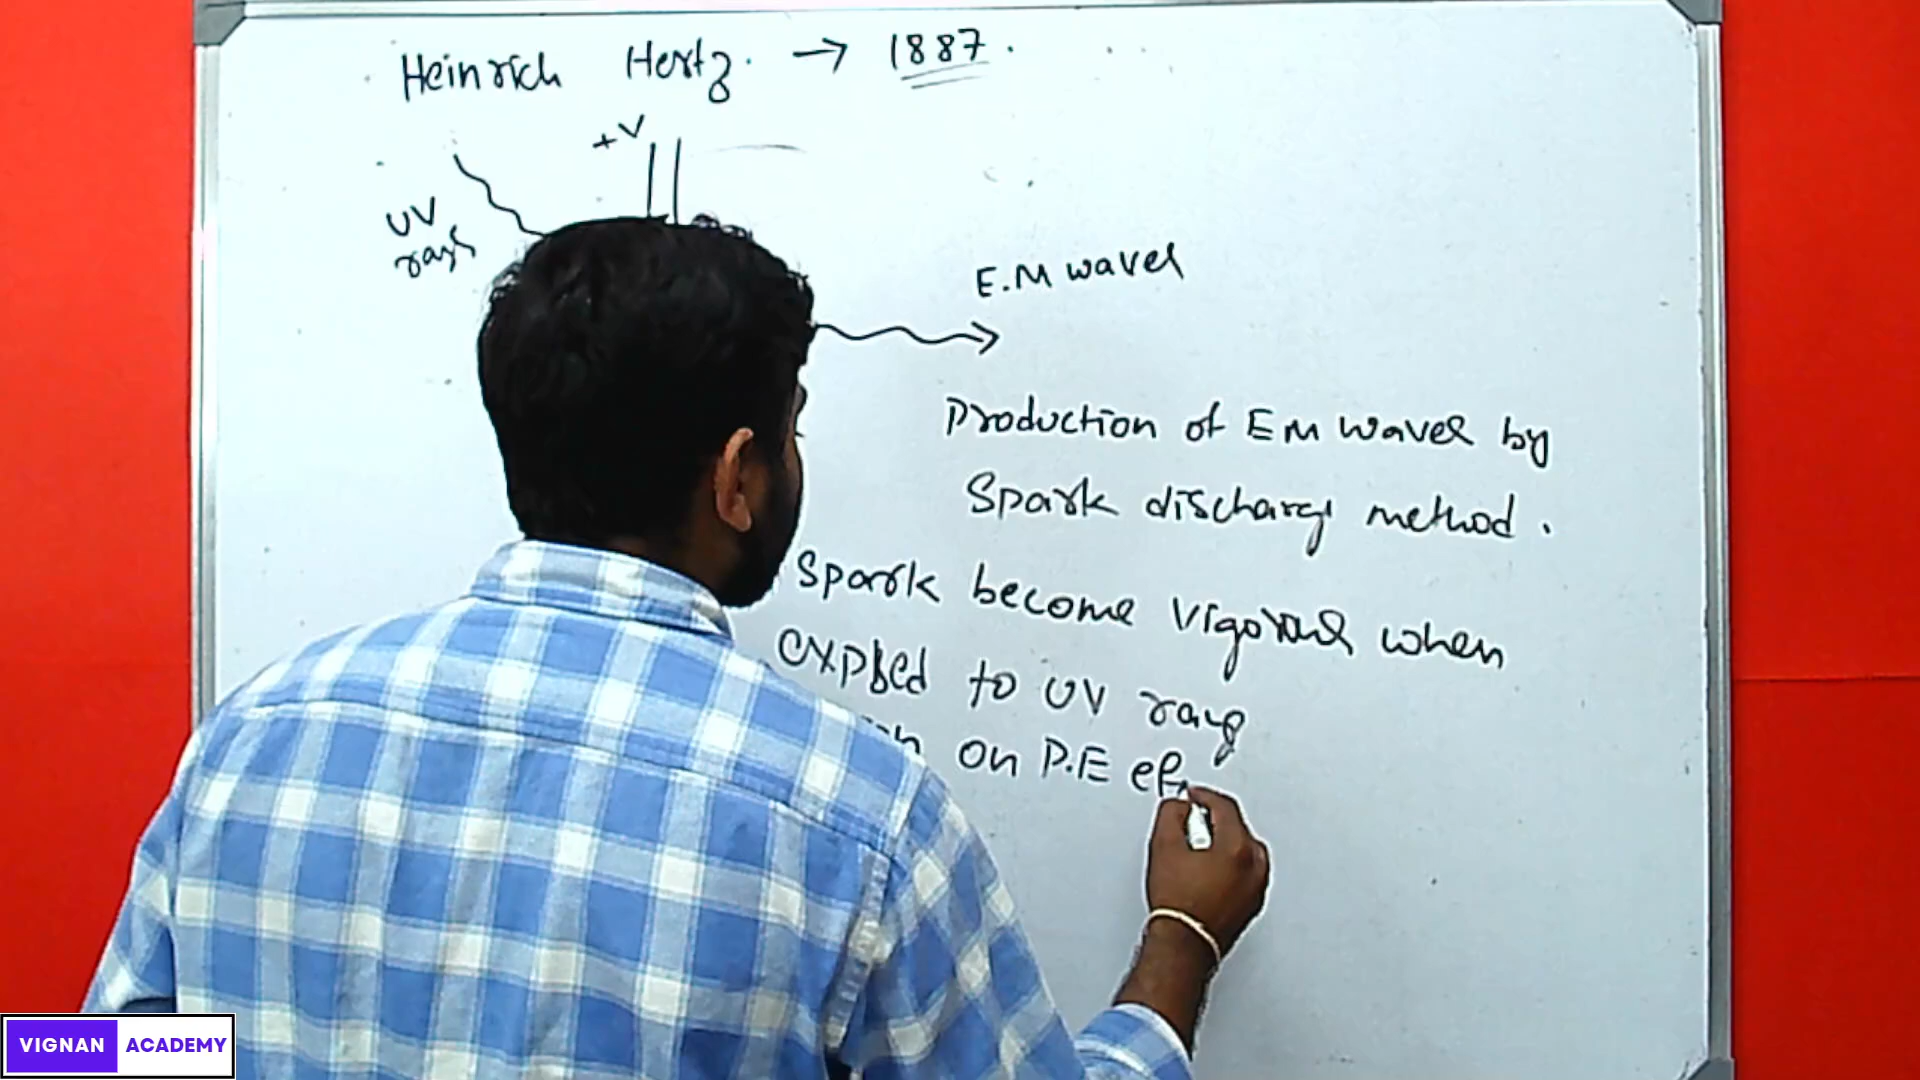 Heinrich Hertz. → 1887.
+V
UV
rays
E.M waves
Production of EM waves by
Spark discharge method.
Spark become vigorous when
exposed to UV rays
on P.E eff
VIGNAN ACADEMY